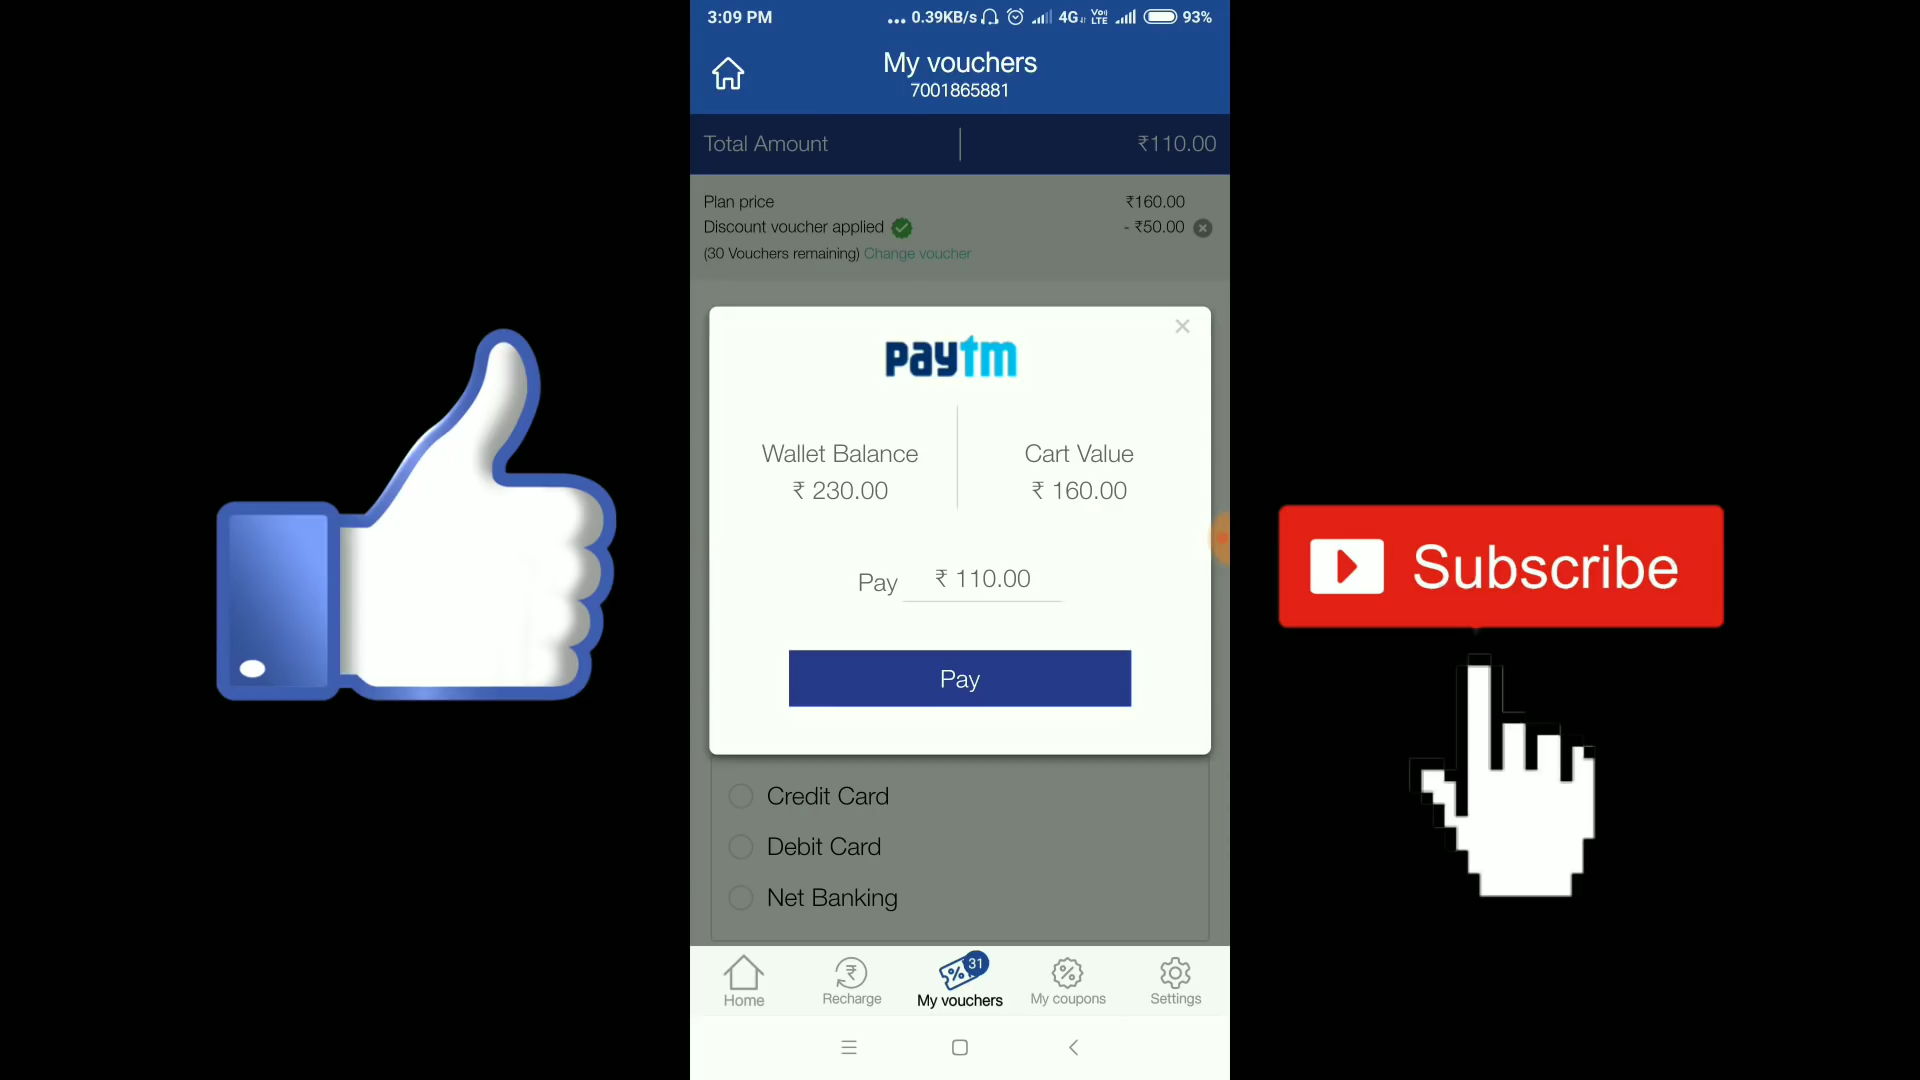 3:09 PM
... 0.39KB/s 4G Vo) LTE 93%
My vouchers
7001865881
Total Amount ₹110.00
Plan price ₹160.00
Discount voucher applied - ₹50.00
(30 Vouchers remaining) Change voucher
paytm
Wallet Balance Cart Value
₹ 230.00 ₹ 160.00
Pay ₹ 110.00
Pay
Subscribe
Credit Card
Debit Card
Net Banking
31
Home Recharge My vouchers My coupons Settings